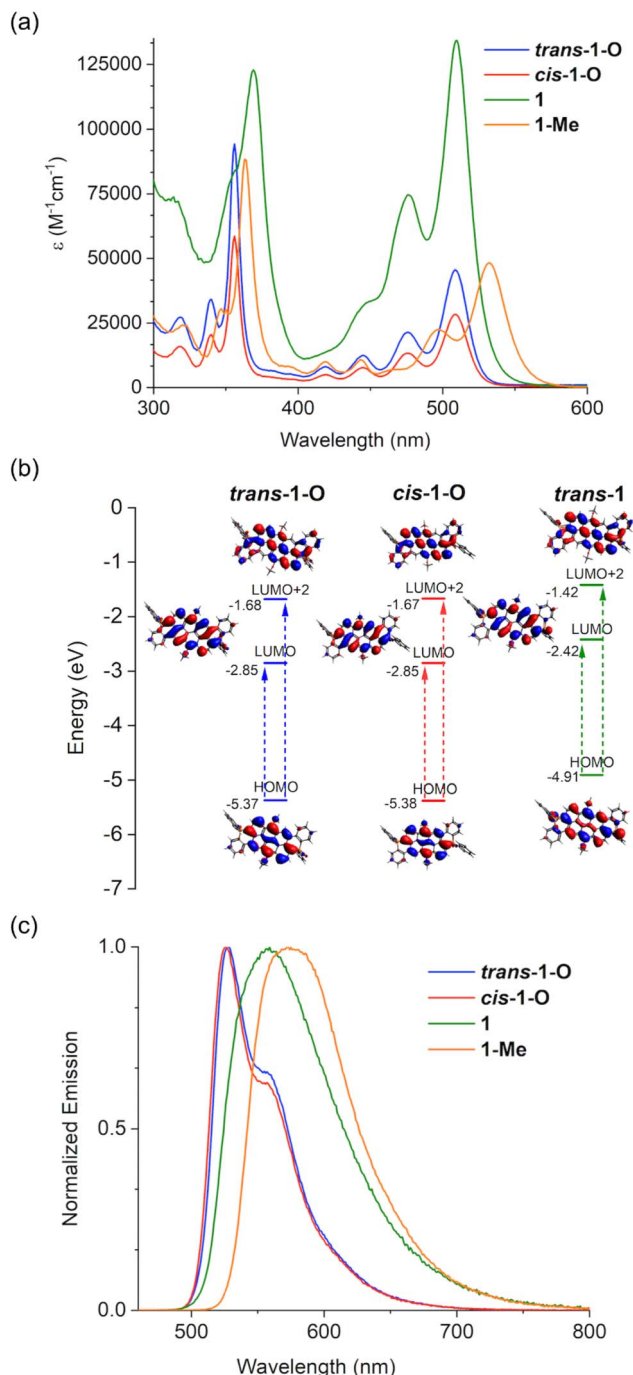 (a)
trans-1-O
cis-1-O
1
1-Me
125000
100000
75000
50000
25000
0
ε (M⁻¹cm⁻¹)
300
400
500
600
Wavelength (nm)
(b)
trans-1-O
cis-1-O
trans-1
0
-1
-2
-3
-4
-5
-6
-7
Energy (eV)
LUMO+2
-1.68
LUMO
-2.85
HOMO
-5.37
LUMO+2
-1.67
LUMO
-2.85
HOMO
-5.38
LUMO+2
-1.42
LUMO
-2.42
HOMO
-4.91
(c)
trans-1-O
cis-1-O
1
1-Me
1.0
0.5
0.0
Normalized Emission
500
600
700
800
Wavelength (nm)